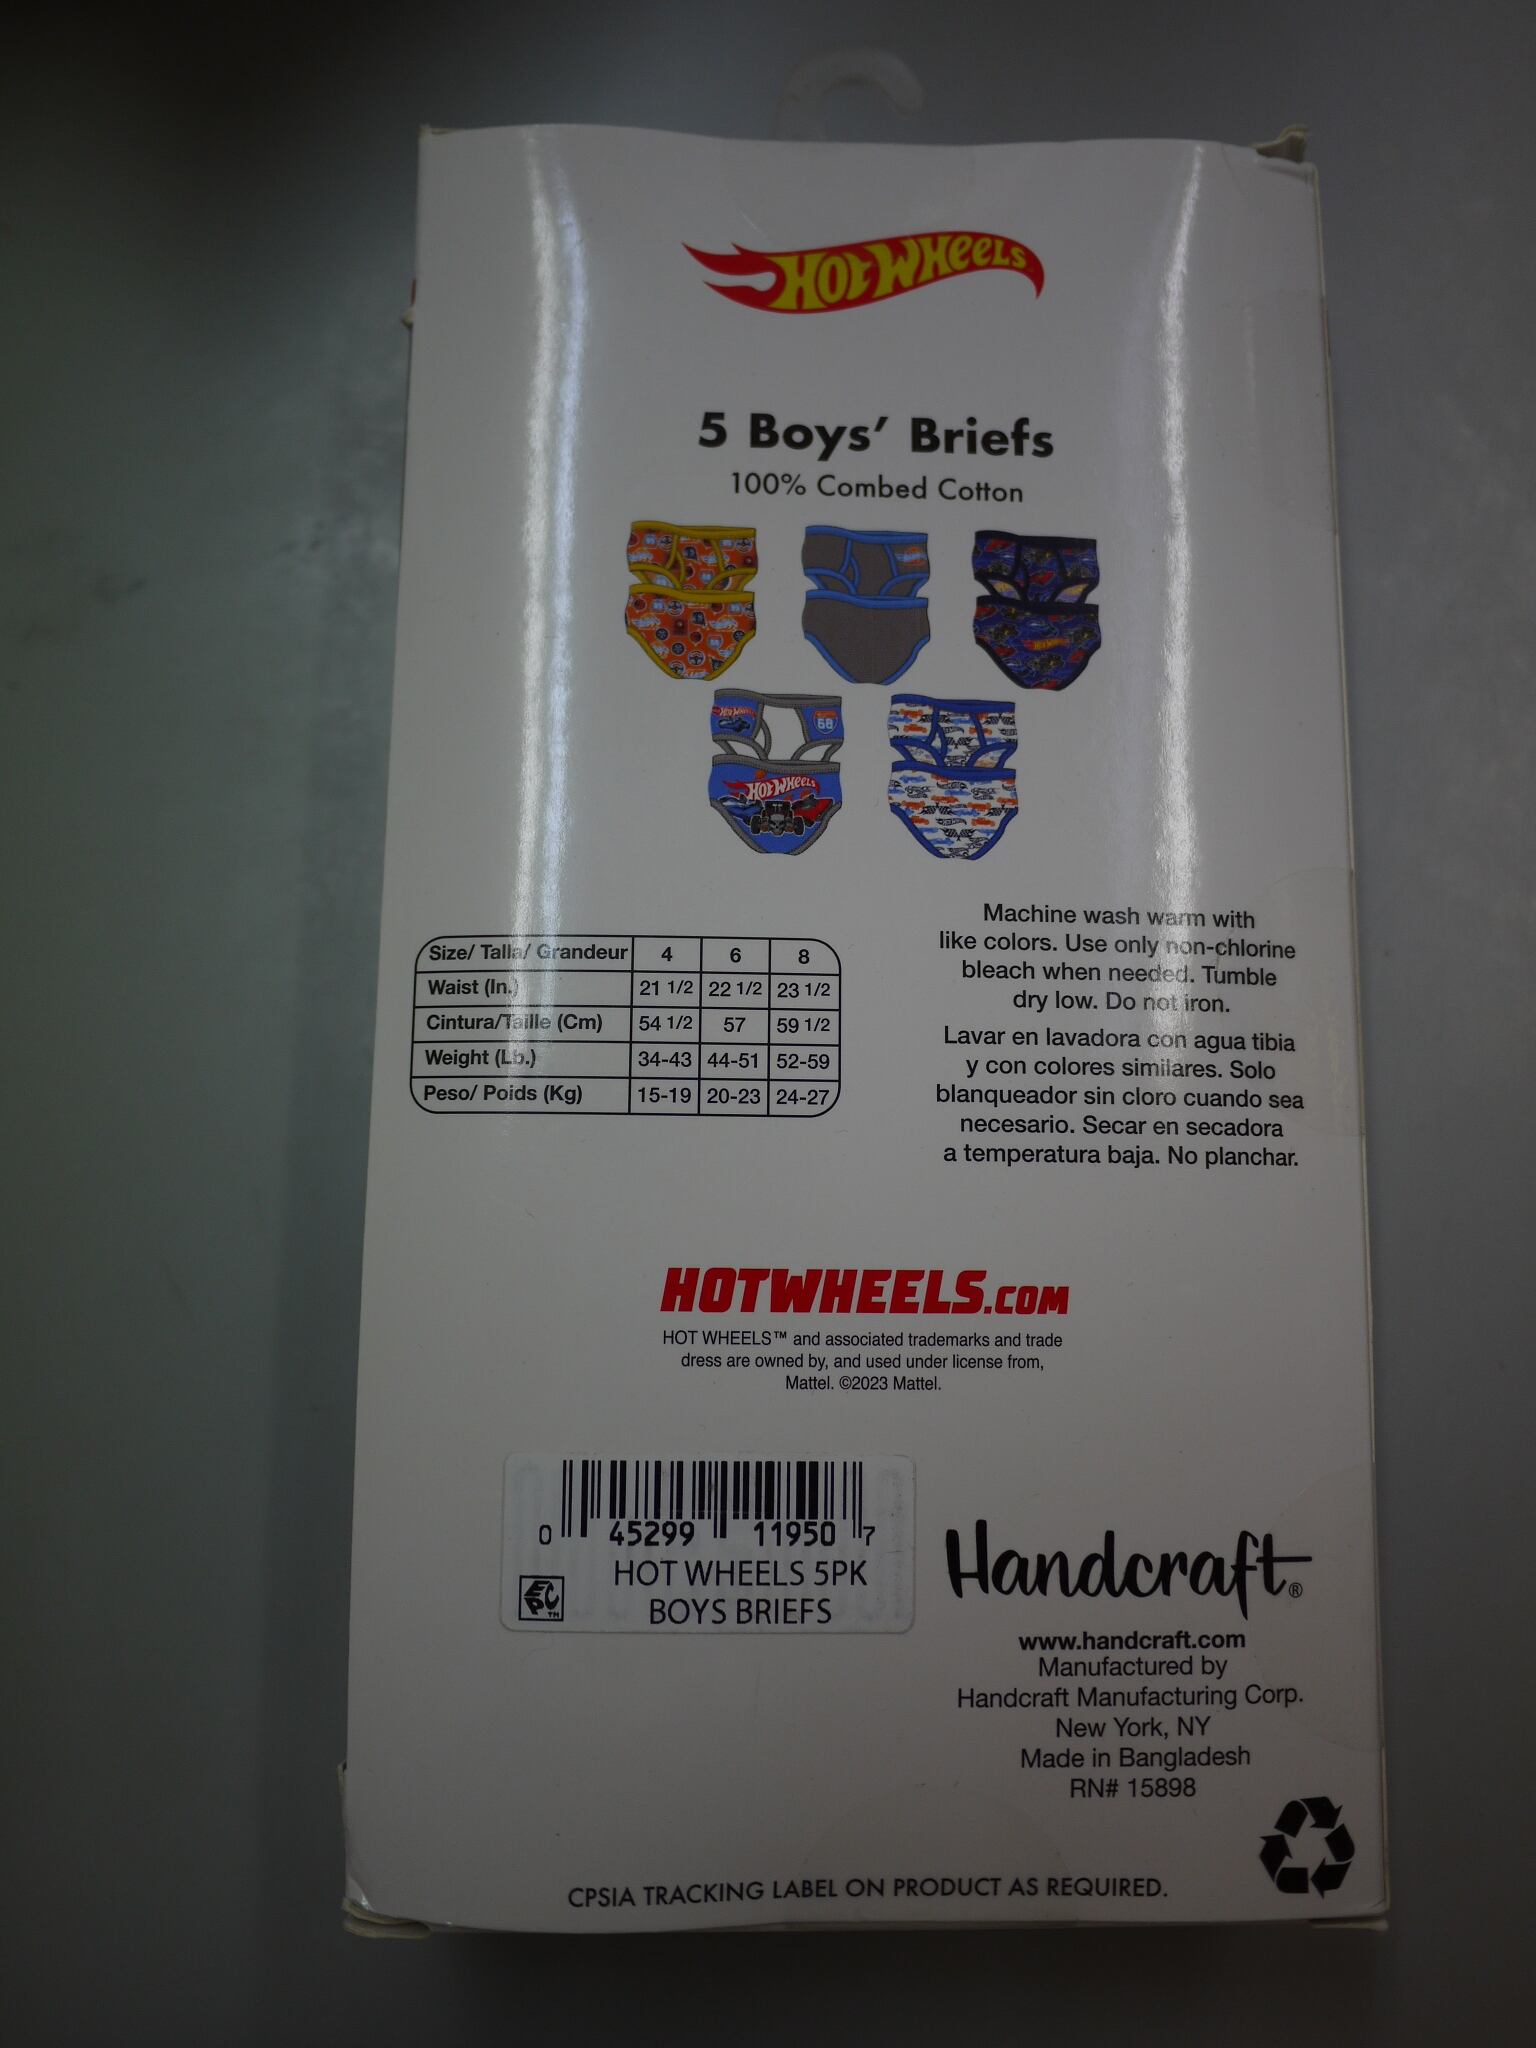 HOT WHEELS
5 Boys’ Briefs
100% Combed Cotton
HOT WHEELS
68
HOT WHEELS
HOT WHEELS
Size/ Talla/ Grandeur 4 6 8
Waist (In.) 21 1/2 22 1/2 23 1/2
Cintura/Taille (Cm) 54 1/2 57 59 1/2
Weight (Lb.) 34-43 44-51 52-59
Peso/ Poids (Kg) 15-19 20-23 24-27
Machine wash warm with
like colors. Use only non-chlorine
bleach when needed. Tumble
dry low. Do not iron.
Lavar en lavadora con agua tibia
y con colores similares. Solo
blanqueador sin cloro cuando sea
necesario. Secar en secadora
a temperatura baja. No planchar.
HOTWHEELS.COM
HOT WHEELS™ and associated trademarks and trade
dress are owned by, and used under license from,
Mattel. ©2023 Mattel.
0 45299 11950 7
HOT WHEELS 5PK
BOYS BRIEFS
EPC™
Handcraft®
www.handcraft.com
Manufactured by
Handcraft Manufacturing Corp.
New York, NY
Made in Bangladesh
RN# 15898
CPSIA TRACKING LABEL ON PRODUCT AS REQUIRED.